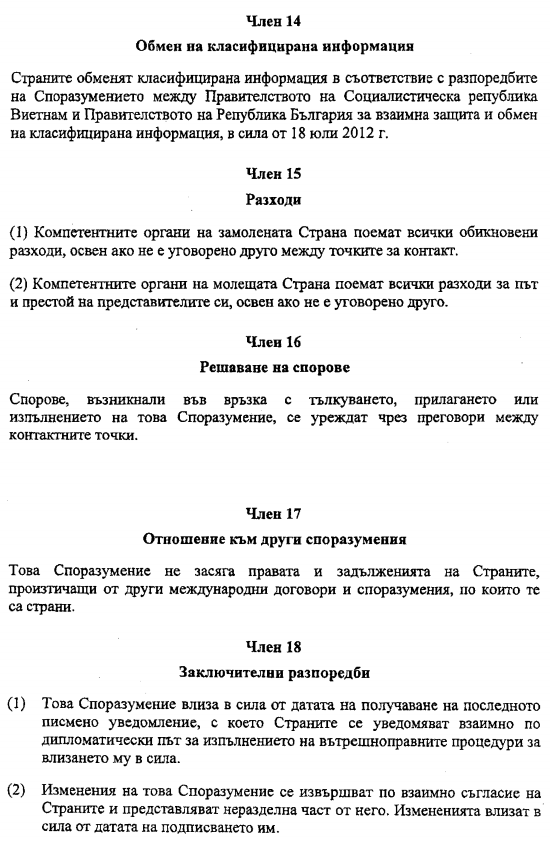 Член 14
Обмен на класифицирана информация
Страните обменят класифицирана информация в съответствие с разпоредбите
на Споразумението между Правителството на Социалистическа република
Виетнам и Правителството на Република България за взаимна защита и обмен
на класифицирана информация, в сила от 18 юли 2012 г.
Член 15
Разходи
(1) Компетентните органи на замолената Страна поемат всички обикновени
разходи, освен ако не е уговорено друго между точките за контакт.
(2) Компетентните органи на молещата Страна поемат всички разходи за път
и престой на представителите си, освен ако не е уговорено друго.
Член 16
Решаване на спорове
Спорове, възникнали във връзка с тълкуването, прилагането или
изпълнението на това Споразумение, се уреждат чрез преговори между
контактните точки.
Член 17
Отношение към други споразумения
Това Споразумение не засяга правата и задълженията на Страните,
произтичащи от други международни договори и споразумения, по които те
са страни.
Член 18
Заключителни разпоредби
(1) Това Споразумение влиза в сила от датата на получаване на последното
писмено уведомление, с което Страните се уведомяват взаимно по
дипломатически път за изпълнението на вътрешноправните процедури за
влизането му в сила.
(2) Изменения на това Споразумение се извършват по взаимно съгласие на
Страните и представляват неразделна част от него. Измененията влизат в
сила от датата на подписването им.